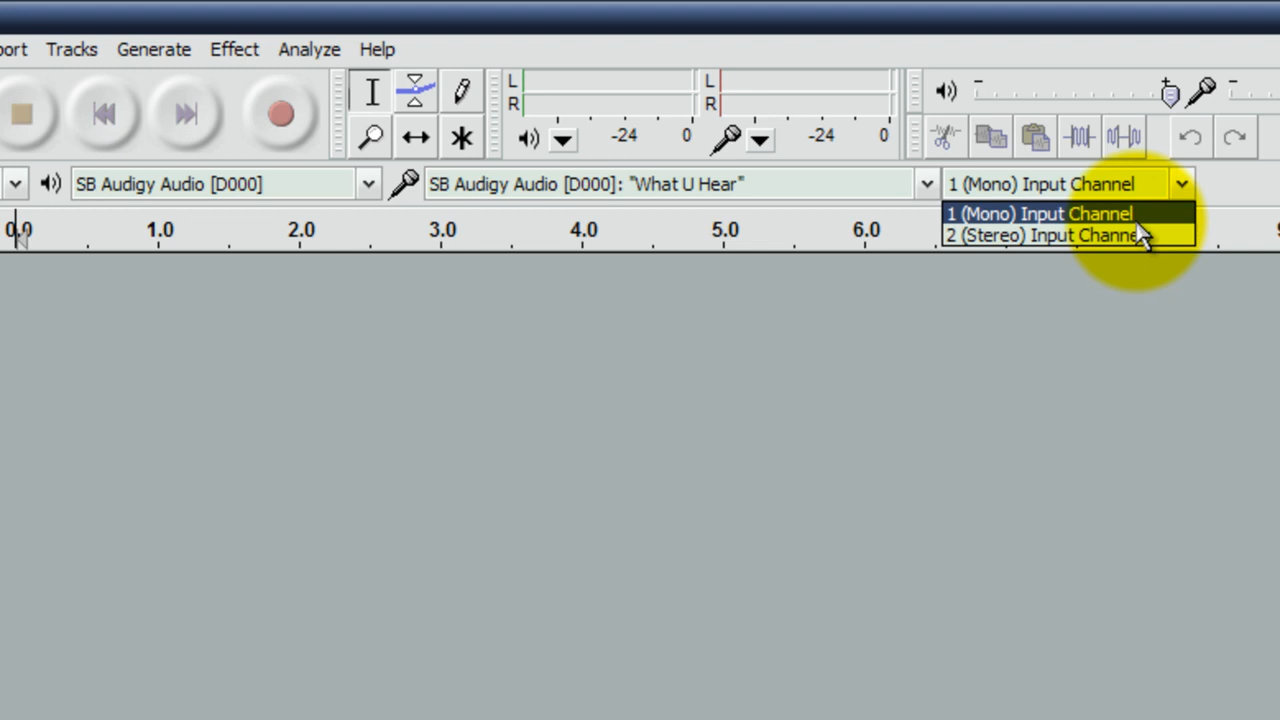 ort Tracks Generate Effect Analyze Help
L L
R R
-24 0 -24 0
SB Audigy Audio [D000] SB Audigy Audio [D000]: "What U Hear" 1 (Mono) Input Channel
1 (Mono) Input Channel
2 (Stereo) Input Channel
0.0 1.0 2.0 3.0 4.0 5.0 6.0 9